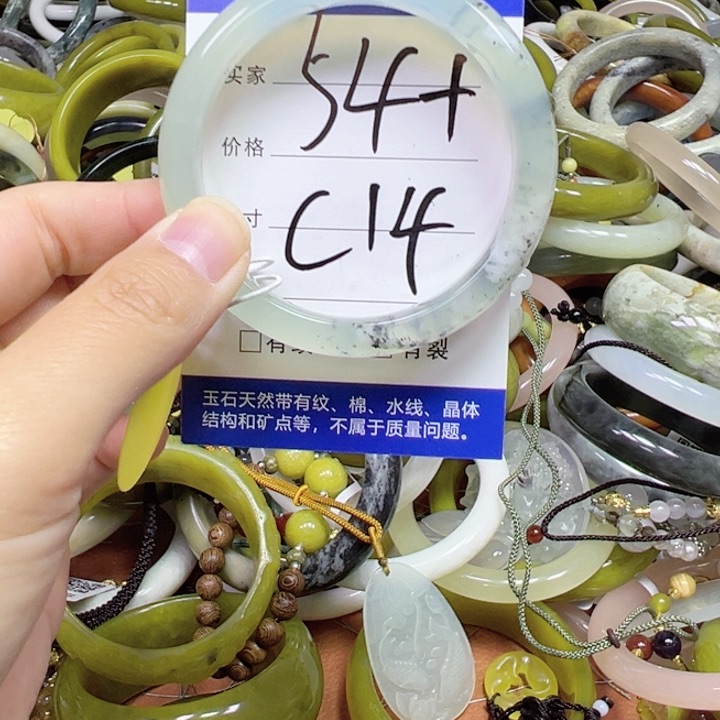 买家 54+
价格
寸 C14
有裂
玉石天然带有纹、棉、水线、晶体
结构和矿点等，不属于质量问题。